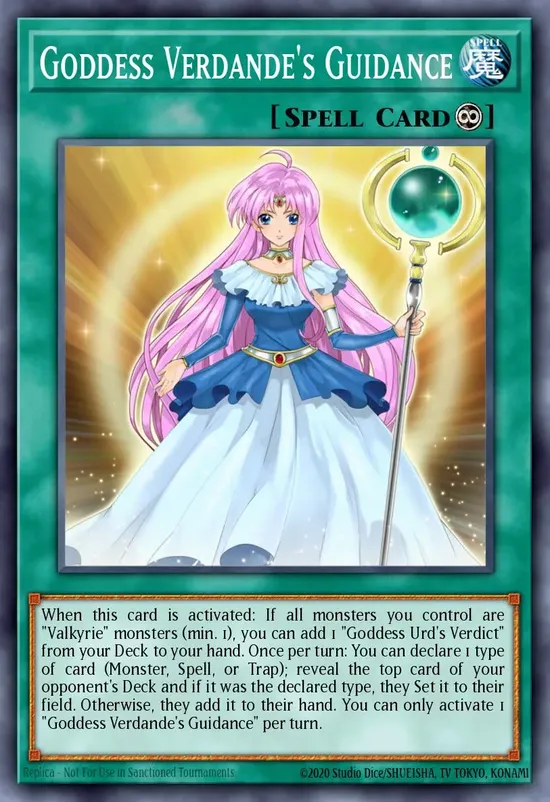 GODDESS VERDANDE'S GUIDANCE
SPELL
魔
[SPELL CARD]
When this card is activated: If all monsters you control are
"Valkyrie" monsters (min. 1), you can add 1 "Goddess Urd's Verdict"
from your Deck to your hand. Once per turn: You can declare 1 type
of card (Monster, Spell, or Trap); reveal the top card of your
opponent's Deck and if it was the declared type, they Set it to their
field. Otherwise, they add it to their hand. You can only activate 1
"Goddess Verdande's Guidance" per turn.
Replica - Not For Use in Sanctioned Tournaments.
©2020 Studio Dice/SHUEISHA, TV TOKYO, KONAMI